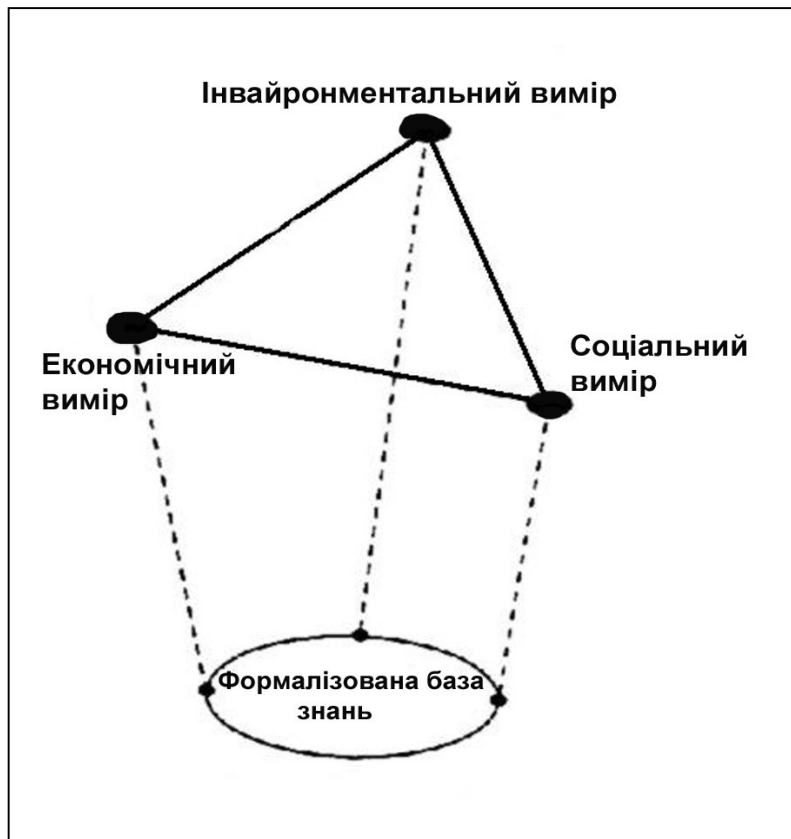 Інвайронментальний вимір
Економічний
вимір
Соціальний
вимір
Формалізована база
знань